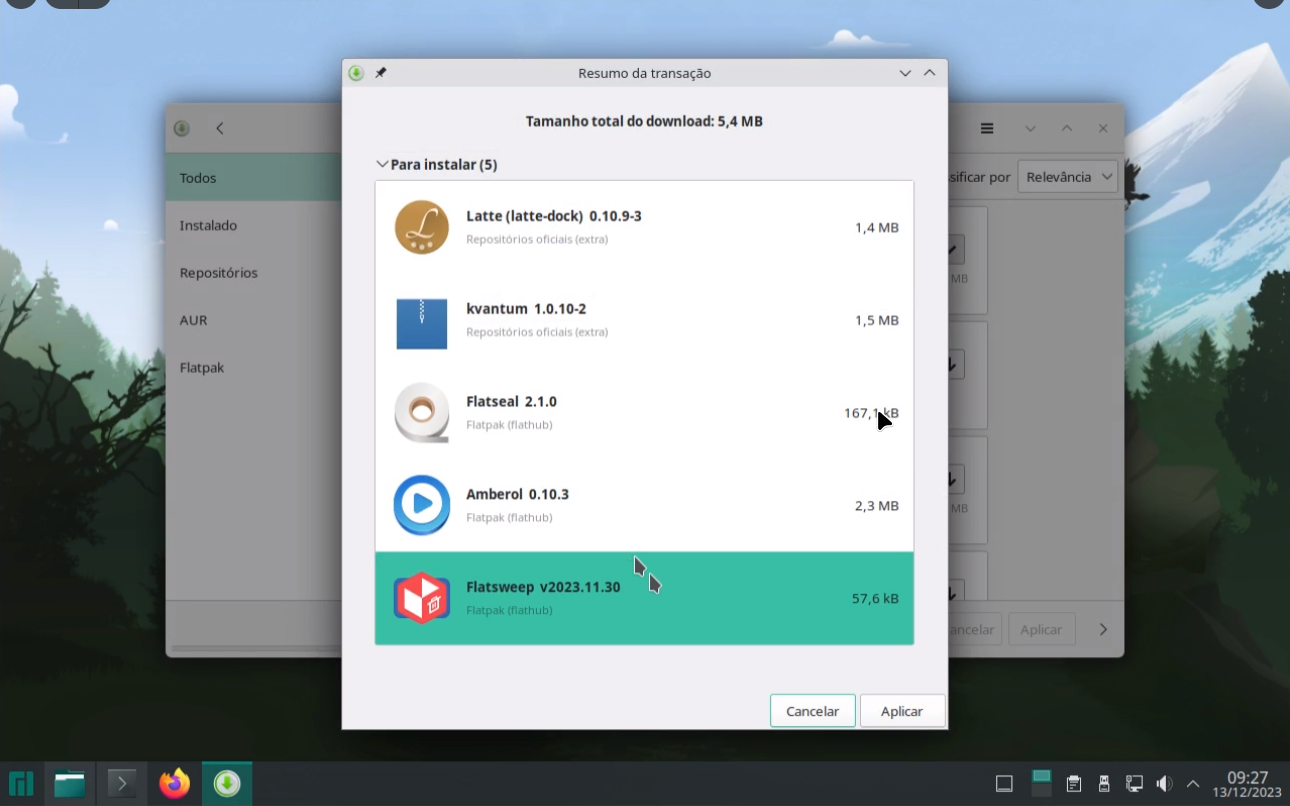 Resumo da transação
Tamanho total do download: 5,4 MB
Para instalar (5)
Latte (latte-dock) 0.10.9-3
Repositórios oficiais (extra)
1,4 MB
kvantum 1.0.10-2
Repositórios oficiais (extra)
1,5 MB
Flatseal 2.1.0
Flatpak (flathub)
167,1 kB
Amberol 0.10.3
Flatpak (flathub)
2,3 MB
Flatsweep v2023.11.30
Flatpak (flathub)
57,6 kB
Cancelar
Aplicar
Todos
Instalado
Repositórios
AUR
Flatpak
sificar por
Relevância
MB
MB
ancelar
Aplicar
09:27
13/12/2023